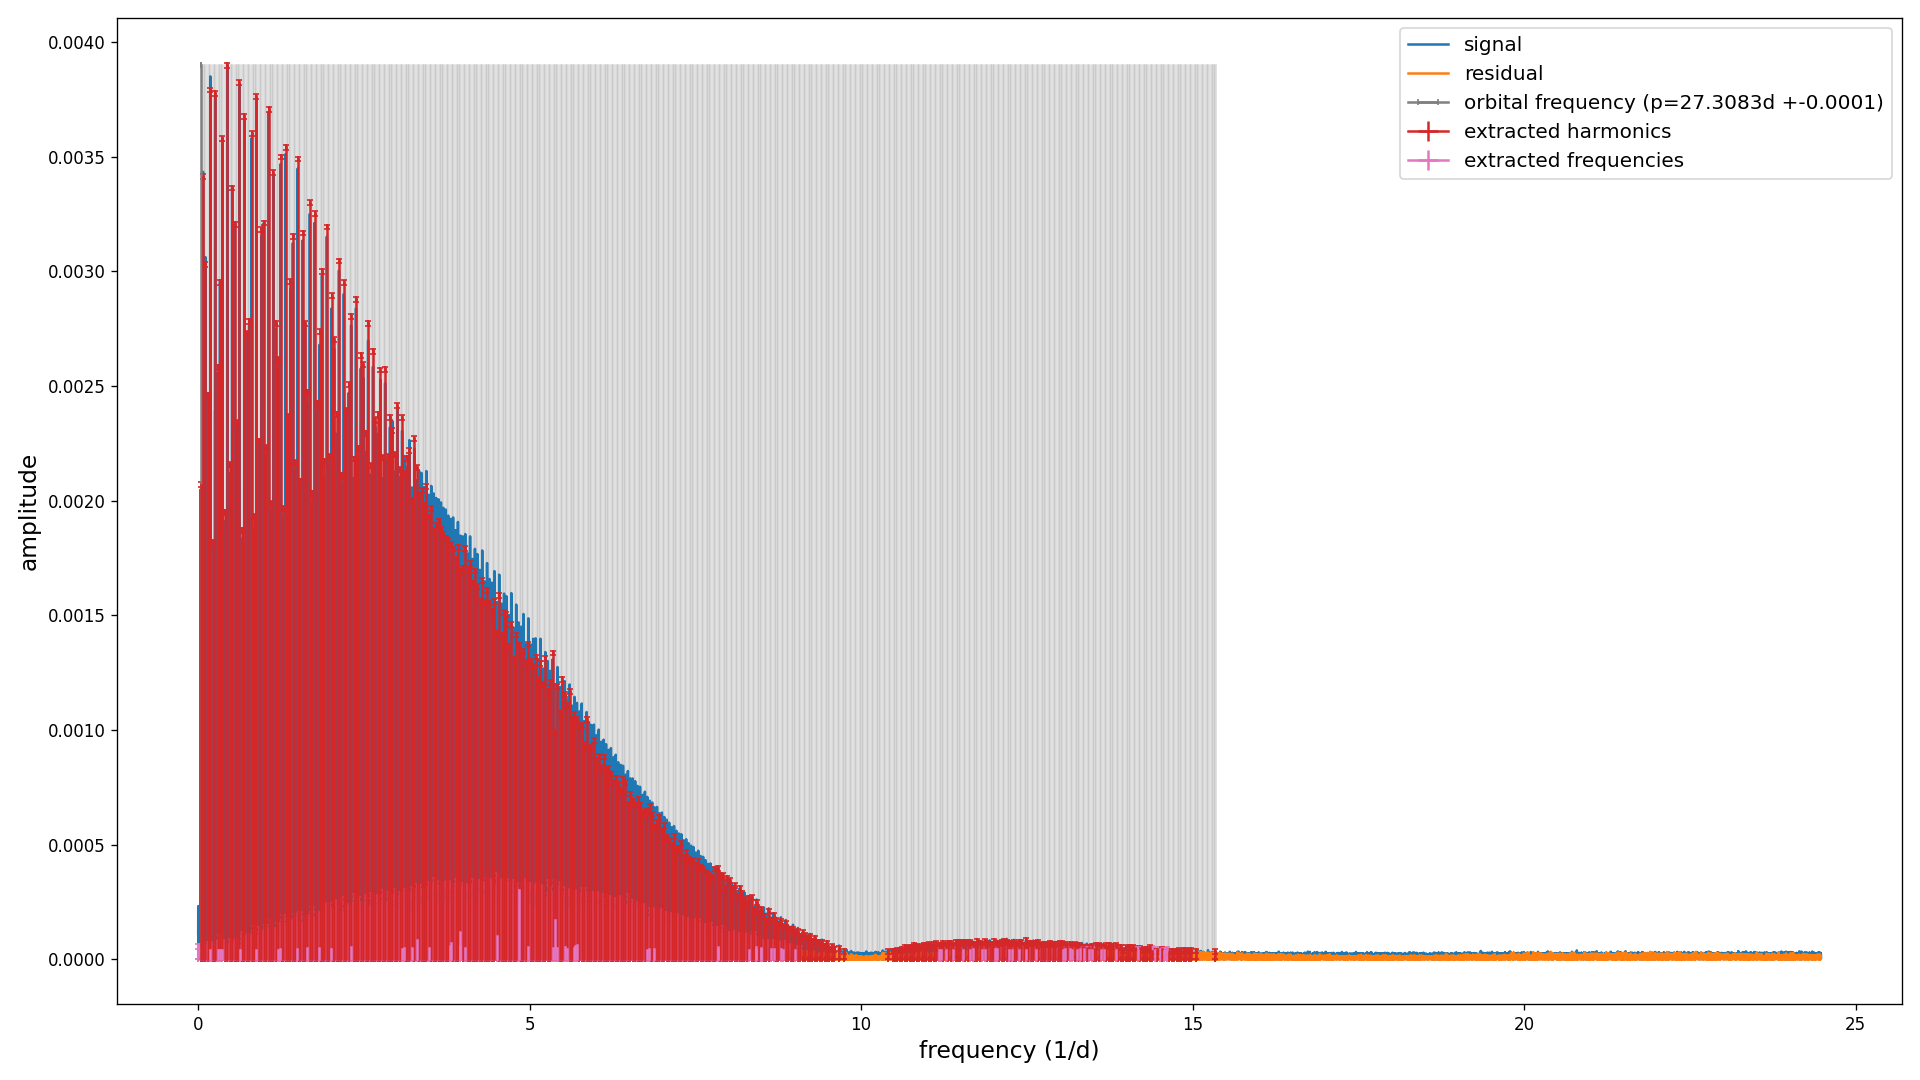 signal
residual
orbital frequency (p=27.3083d +-0.0001)
extracted harmonics
extracted frequencies
amplitude
0.0040
0.0035
0.0030
0.0025
0.0020
0.0015
0.0010
0.0005
0.0000
0 5 10 15 20 25
frequency (1/d)